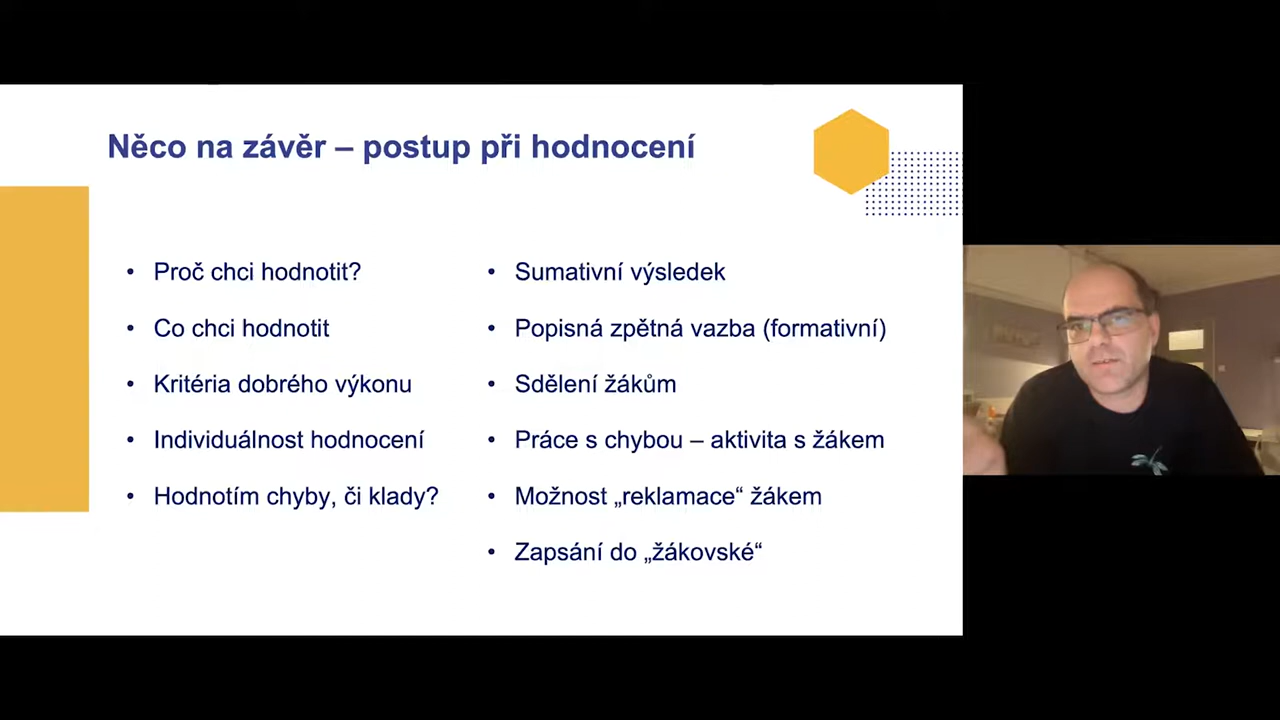 Něco na závěr – postup při hodnocení
• Proč chci hodnotit?
• Co chci hodnotit
• Kritéria dobrého výkonu
• Individuálnost hodnocení
• Hodnotím chyby, či klady?
• Sumativní výsledek
• Popisná zpětná vazba (formativní)
• Sdělení žákům
• Práce s chybou – aktivita s žákem
• Možnost „reklamace“ žákem
• Zapsání do „žákovské“